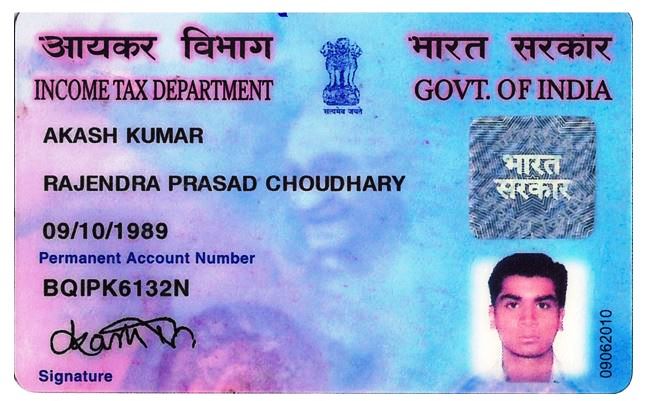 आयकर विभाग
INCOME TAX DEPARTMENT
सत्यमेव जयते
भारत सरकार
GOVT. OF INDIA
AKASH KUMAR
RAJENDRA PRASAD CHOUDHARY
09/10/1989
Permanent Account Number
BQIPK6132N
Signature
भारत
सरकार
09062010